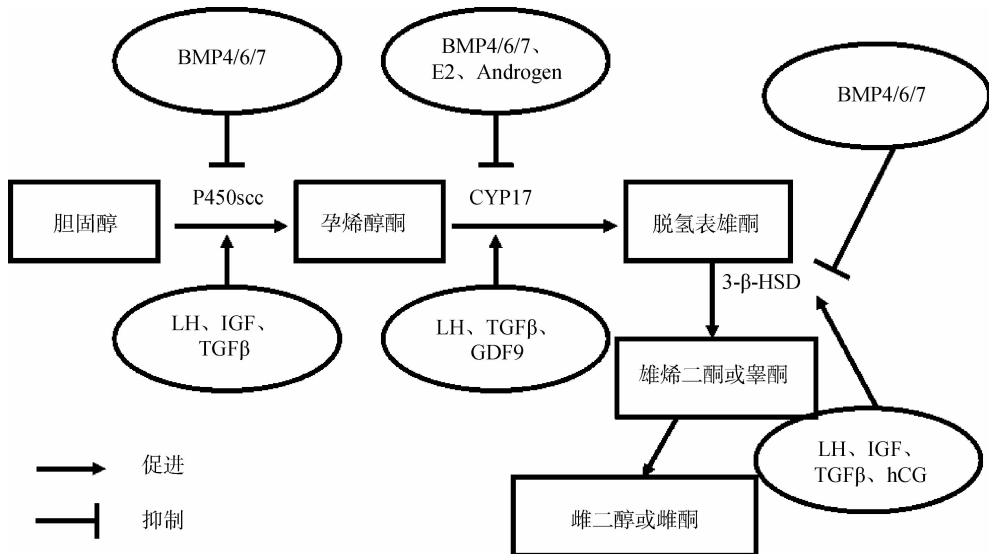 BMP4/6/7
BMP4/6/7、
E2、Androgen
BMP4/6/7
P450scc
CYP17
胆固醇
孕烯醇酮
脱氢表雄酮
3-β-HSD
LH、IGF、
TGFβ
LH、TGFβ、
GDF9
雄烯二酮或睾酮
LH、IGF、
TGFβ、hCG
促进
抑制
雌二醇或雌酮